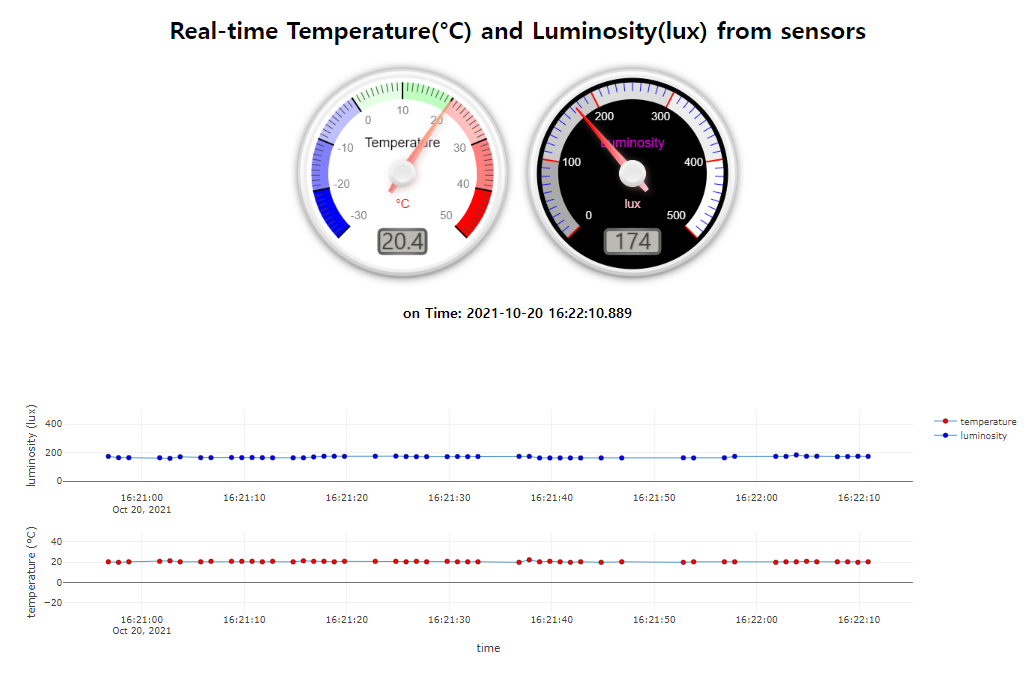 Real-time Temperature(°C) and Luminosity(lux) from sensors
-30 -20 -10 0 10 20 30 40 50
Temperature
°C
20.4
0 100 200 300 400 500
Luminosity
lux
174
on Time: 2021-10-20 16:22:10.889
luminosity (lux)
400
200
0
16:21:00 16:21:10 16:21:20 16:21:30 16:21:40 16:21:50 16:22:00 16:22:10
Oct 20, 2021
temperature
luminosity
temperature (°C)
40
20
0
−20
16:21:00 16:21:10 16:21:20 16:21:30 16:21:40 16:21:50 16:22:00 16:22:10
Oct 20, 2021
time